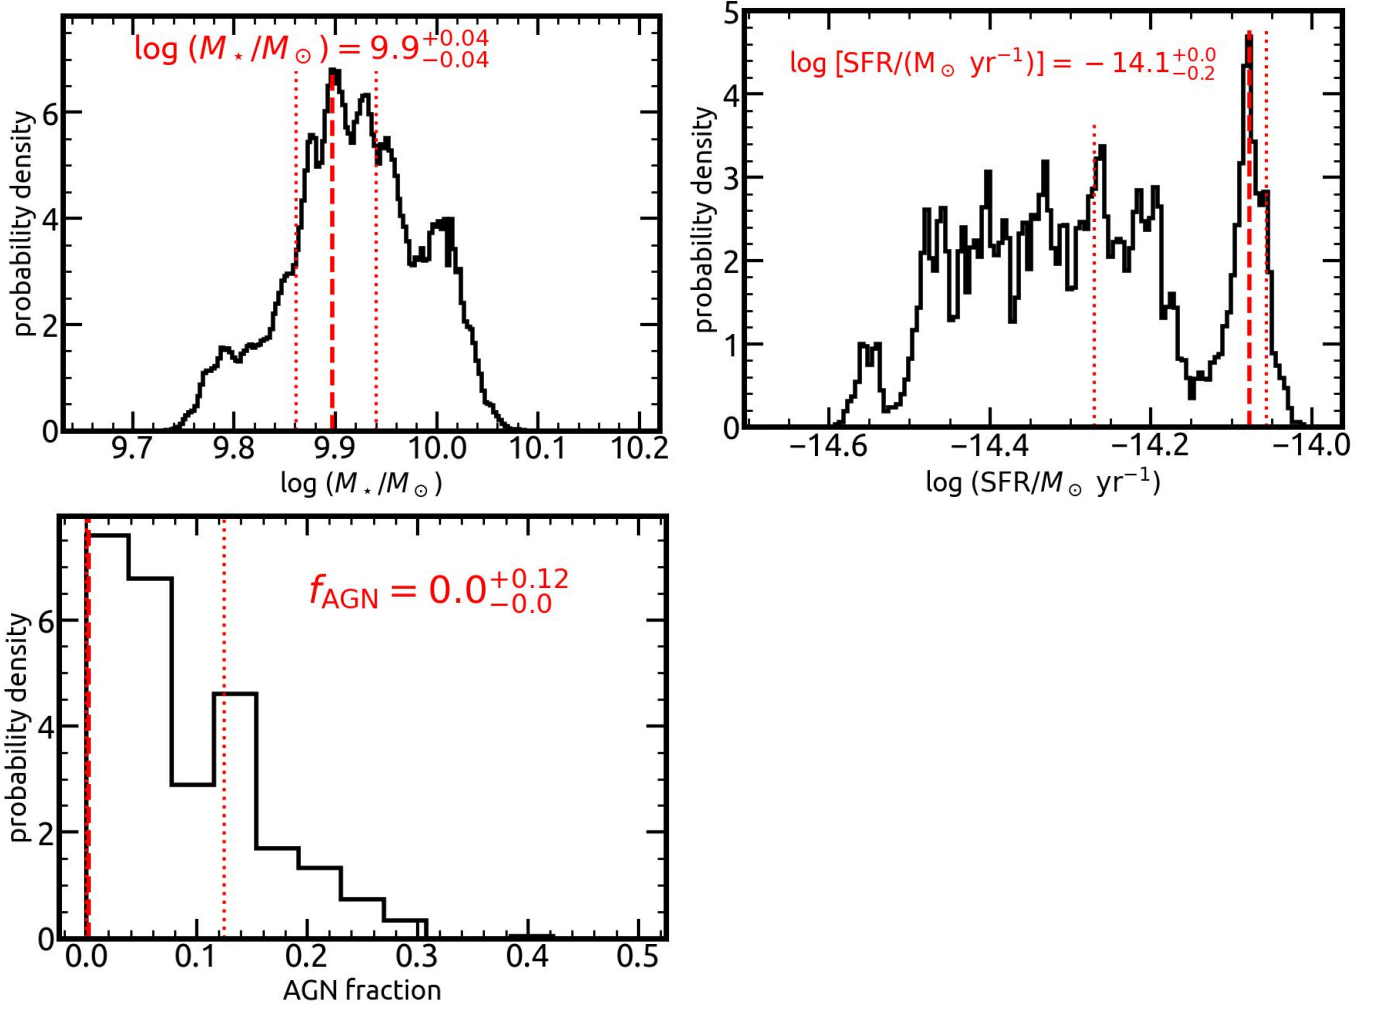 log (M⋆/M⊙) = 9.9 +0.04 −0.04
probability density
6
4
2
0
9.7 9.8 9.9 10.0 10.1 10.2
log (M⋆/M⊙)
log [SFR/(M⊙ yr⁻¹)] = − 14.1 +0.0 −0.2
probability density
5
4
3
2
1
0
−14.6 −14.4 −14.2 −14.0
log (SFR/M⊙ yr⁻¹)
fAGN = 0.0 +0.12 −0.0
probability density
6
4
2
0
0.0 0.1 0.2 0.3 0.4 0.5
AGN fraction